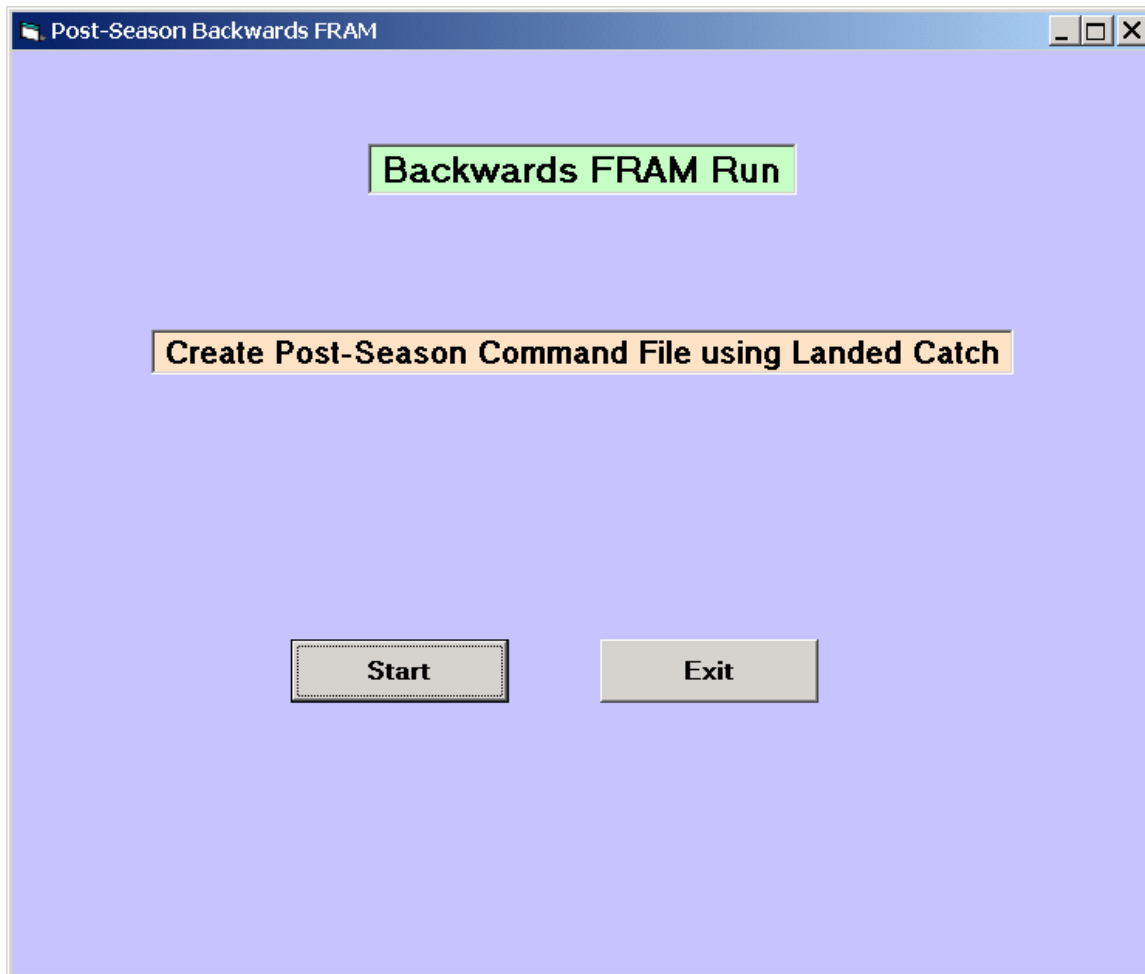 Post-Season Backwards FRAM
Backwards FRAM Run
Create Post-Season Command File using Landed Catch
Start
Exit